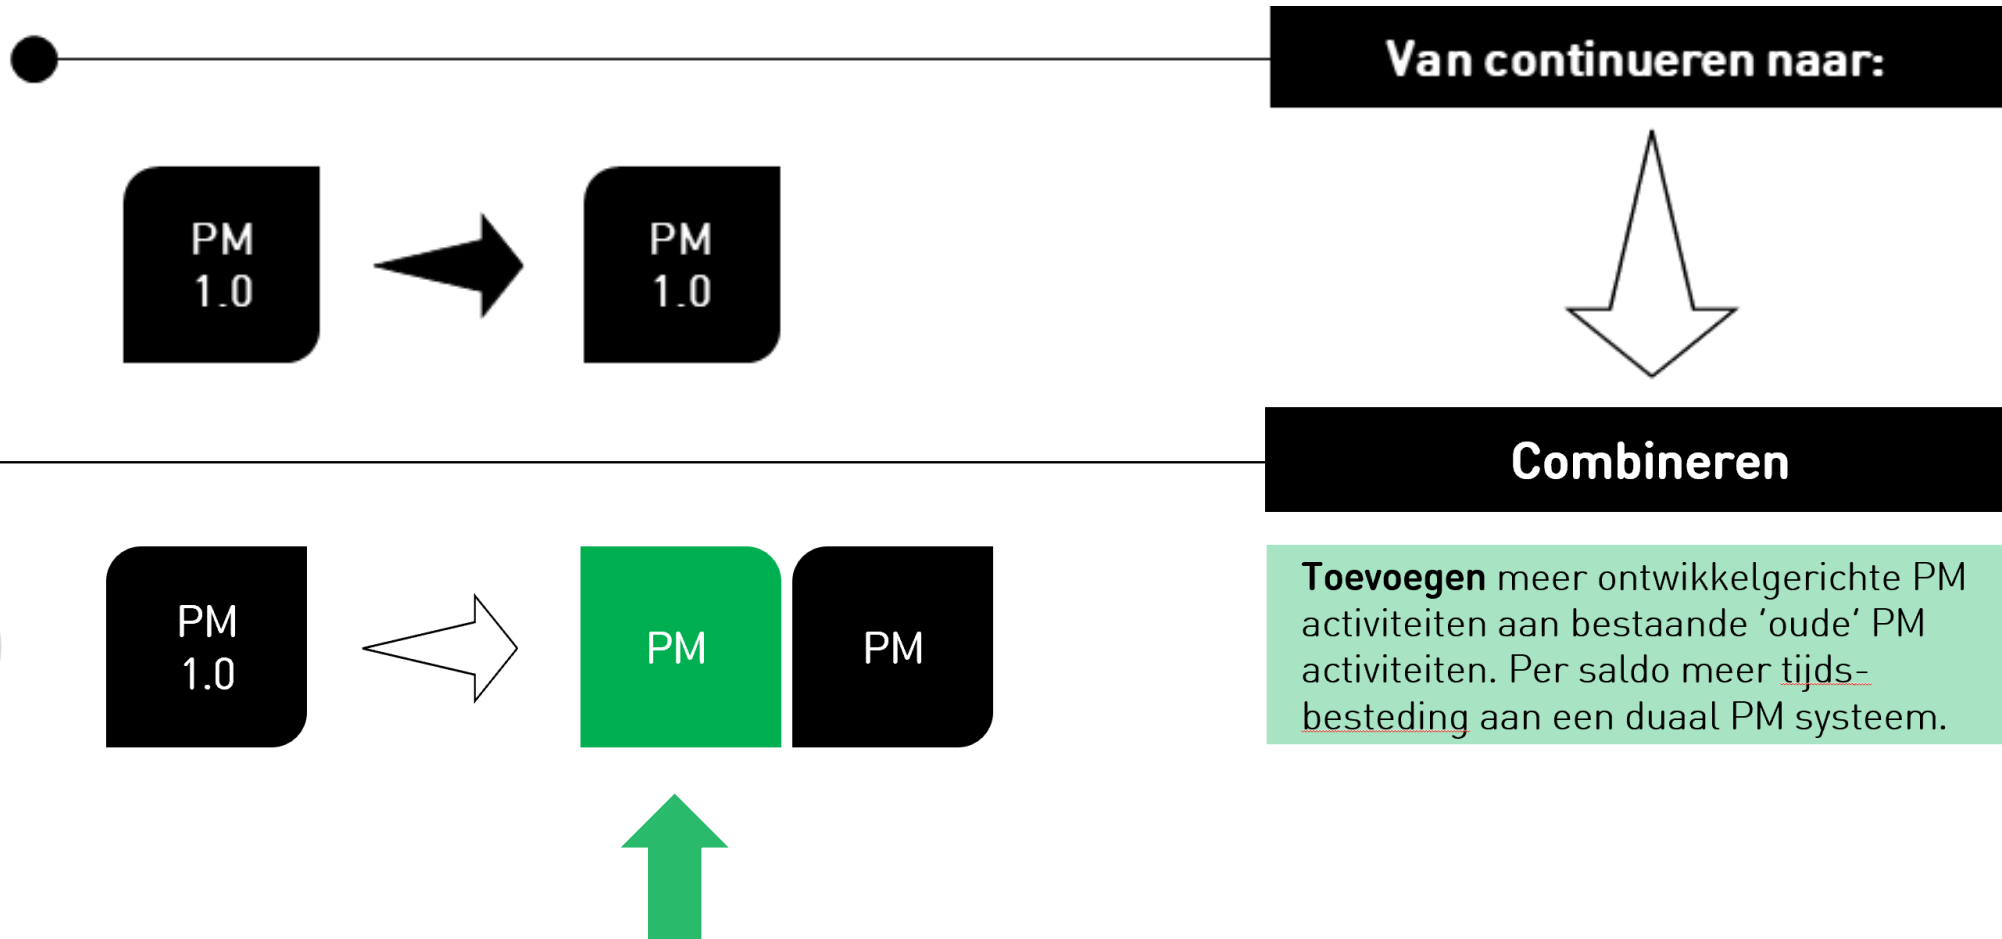 Van continueren naar:
PM
1.0
PM
1.0
Combineren
PM
1.0
PM
PM
Toevoegen meer ontwikkelgerichte PM
activiteiten aan bestaande ‘oude’ PM
activiteiten. Per saldo meer tijds-
besteding aan een duaal PM systeem.